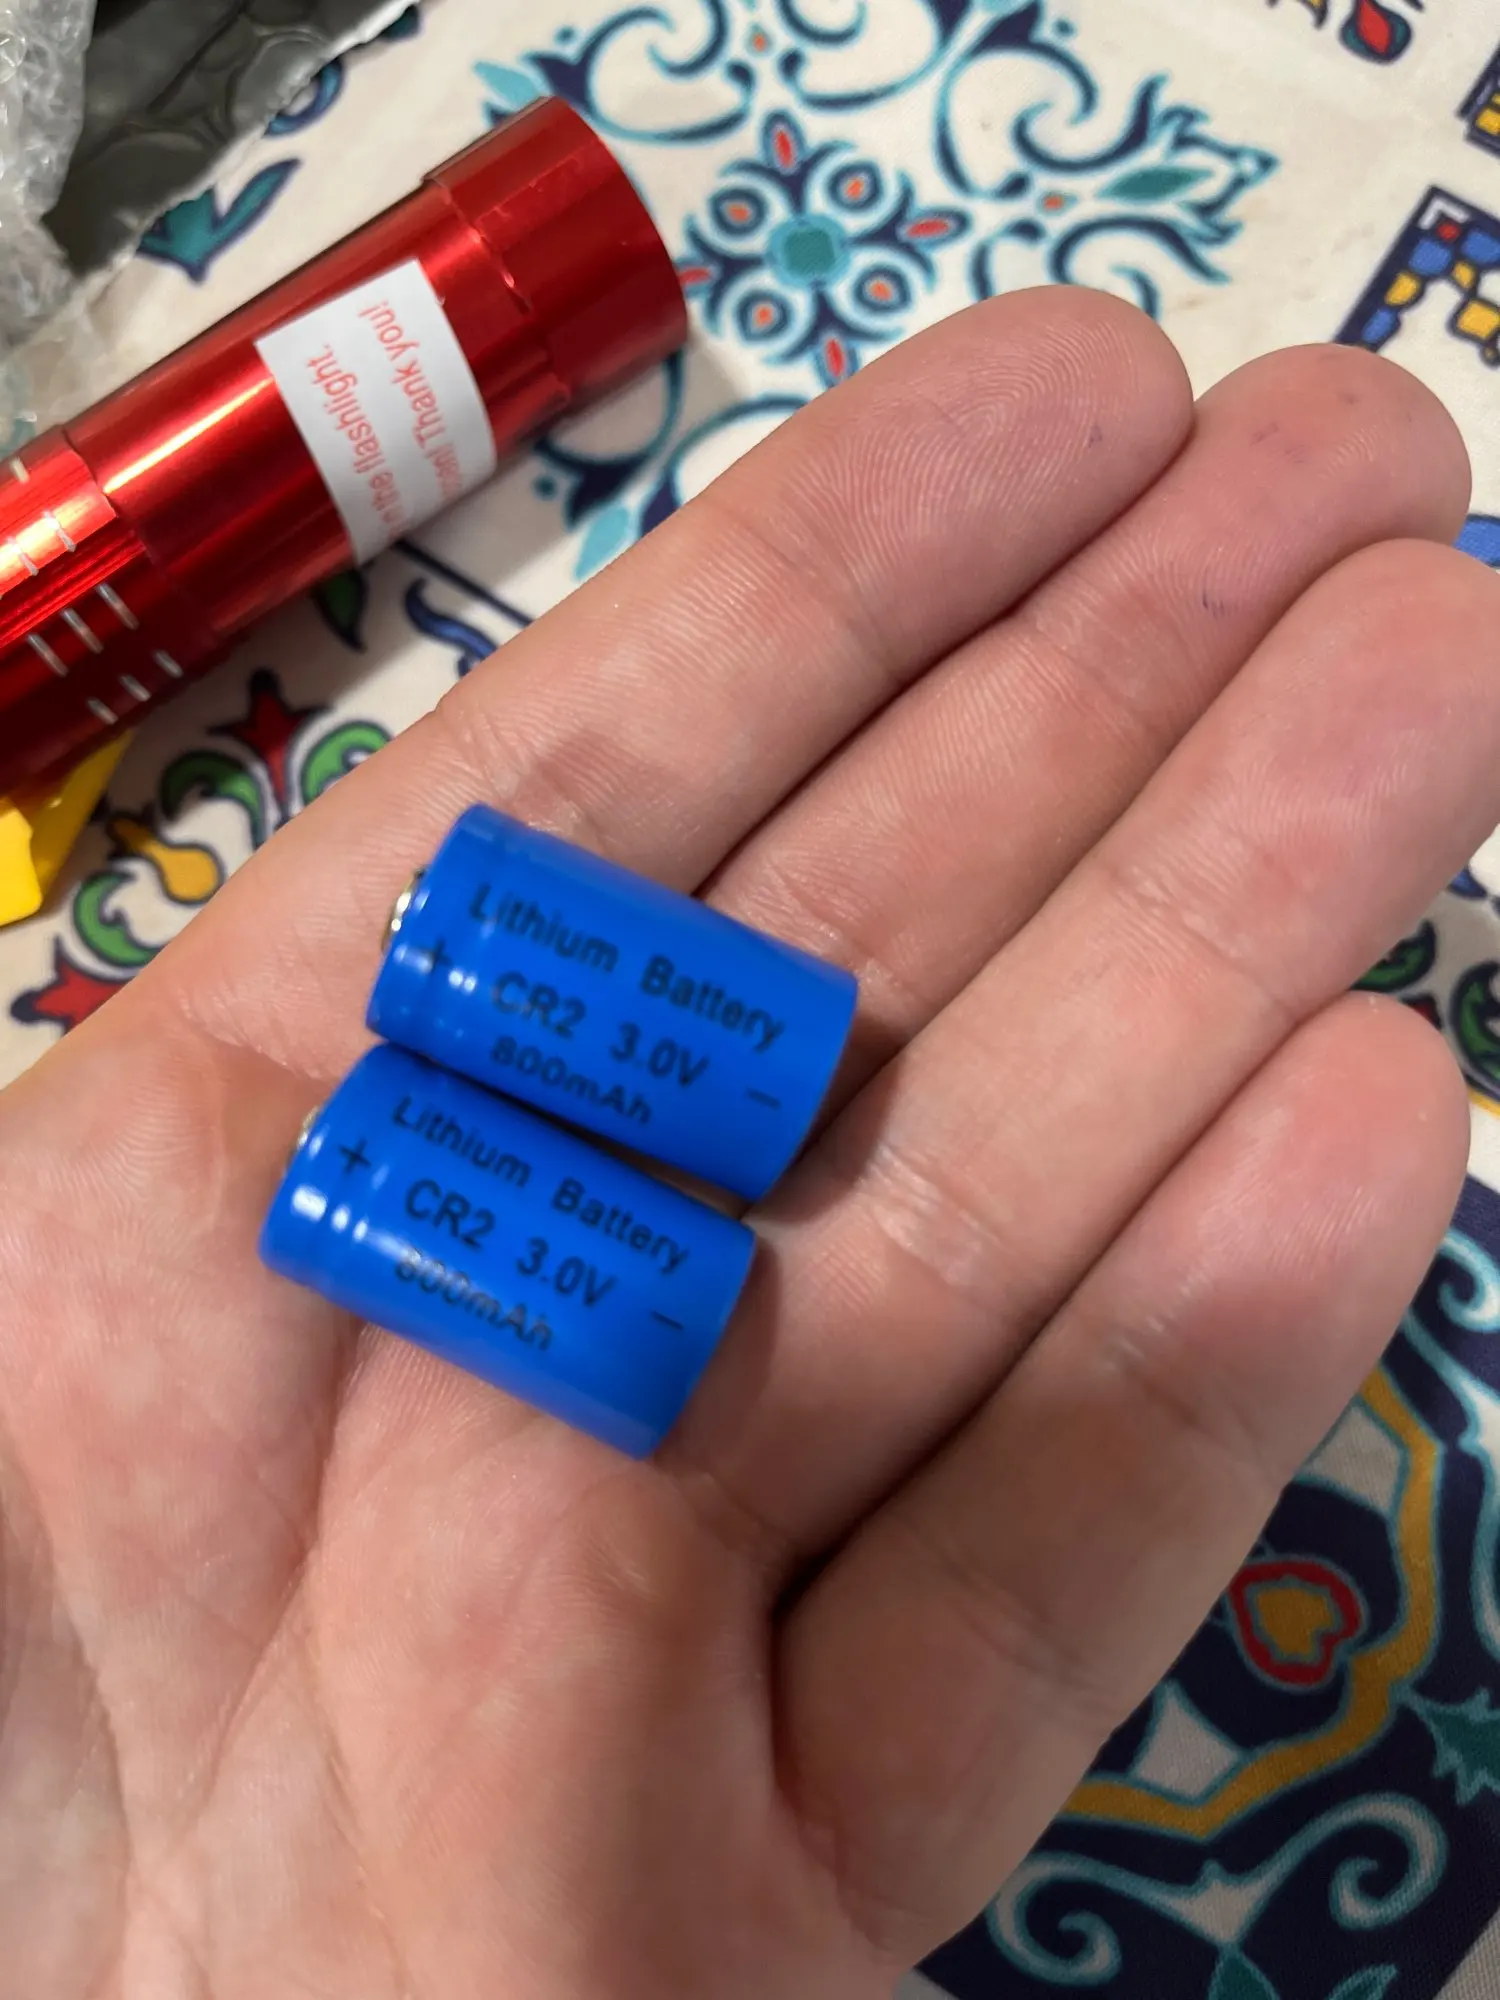 the flashlight.
Thank you!
Lithium Battery
+ CR2 3.0V −
800mAh
Lithium Battery
+ CR2 3.0V −
800mAh